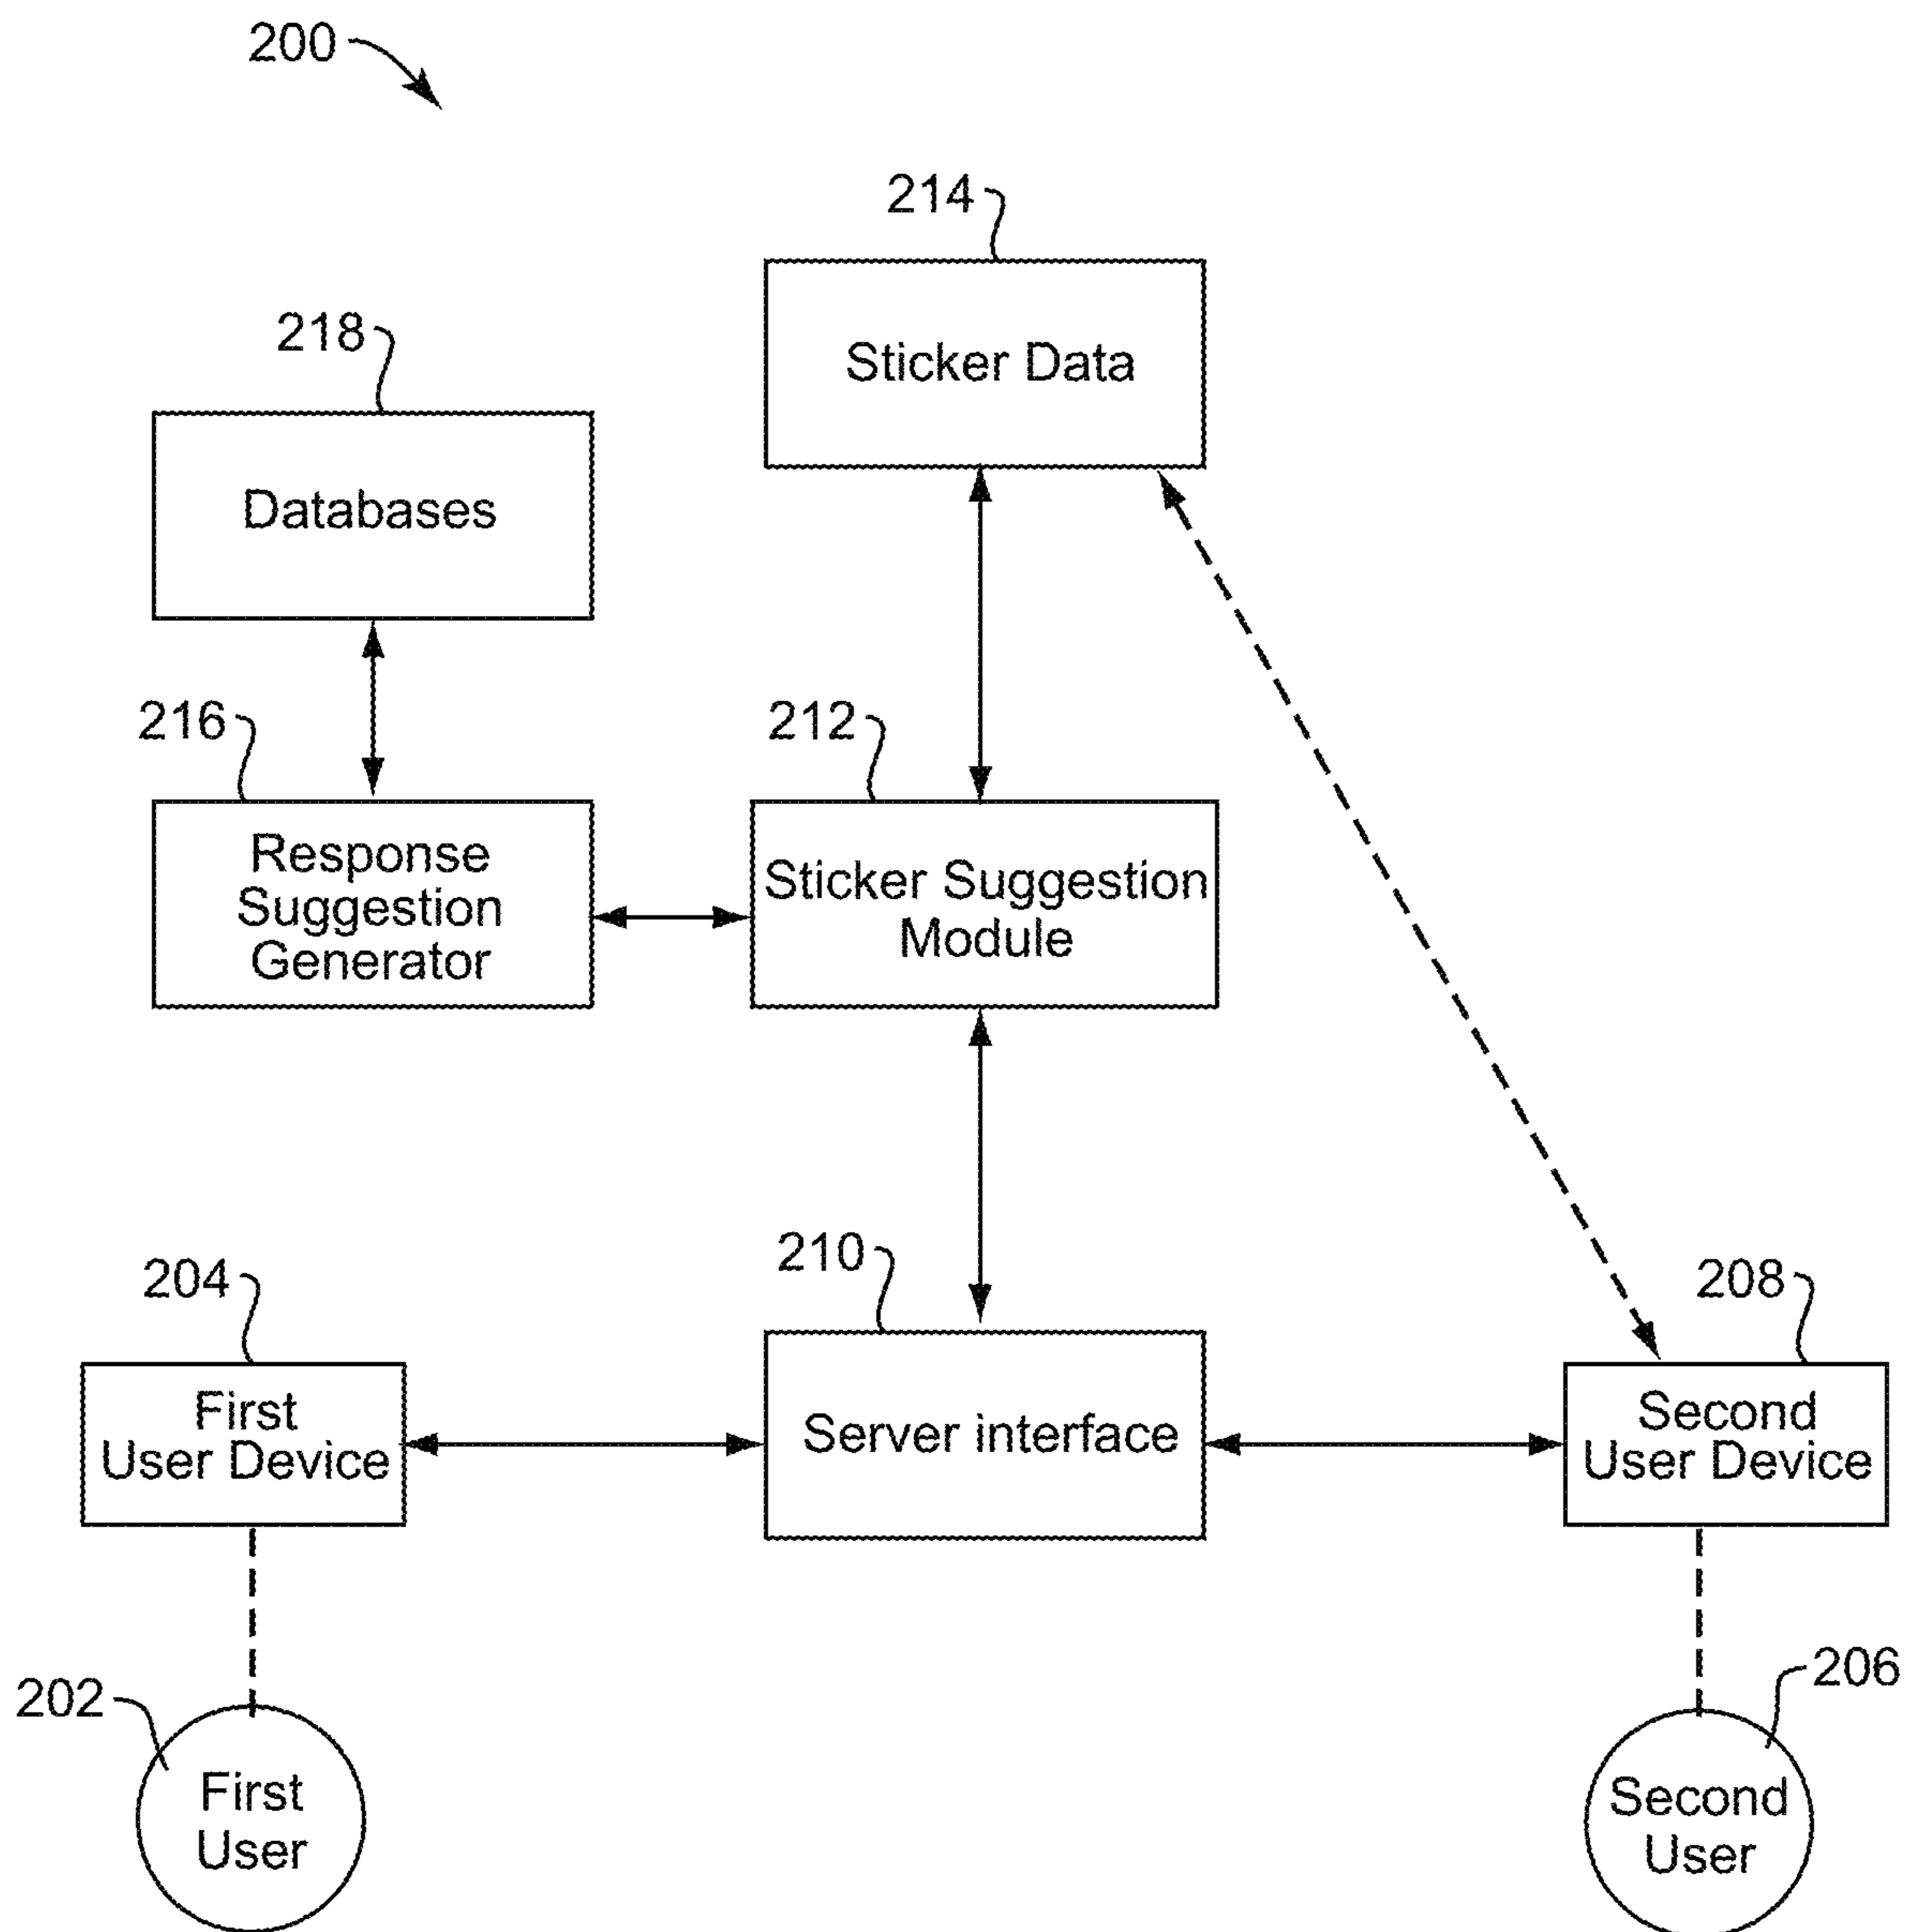 200
214
Sticker Data
218
Databases
216
Response
Suggestion
Generator
212
Sticker Suggestion
Module
204
First
User Device
210
Server interface
208
Second
User Device
202
First
User
206
Second
User